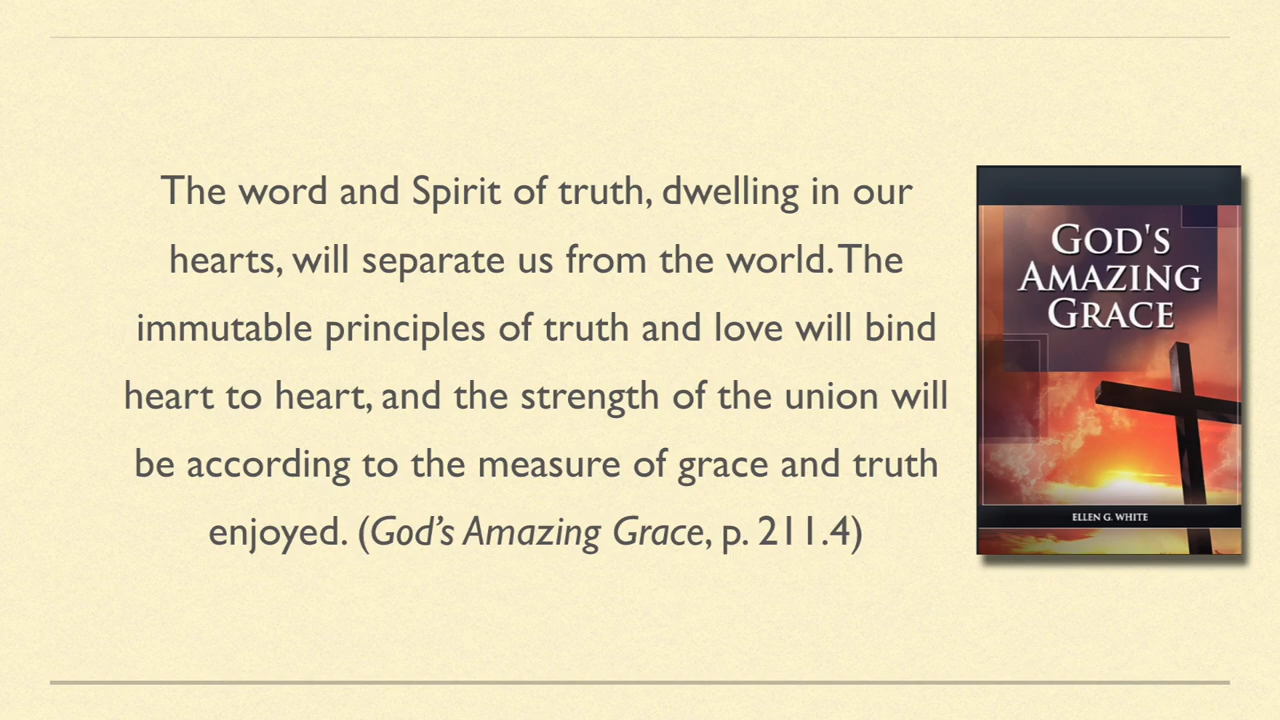 The word and Spirit of truth, dwelling in our
hearts, will separate us from the world. The
immutable principles of truth and love will bind
heart to heart, and the strength of the union will
be according to the measure of grace and truth
enjoyed. (God’s Amazing Grace, p. 211.4)
GOD'S
AMAZING
GRACE
ELLEN G. WHITE